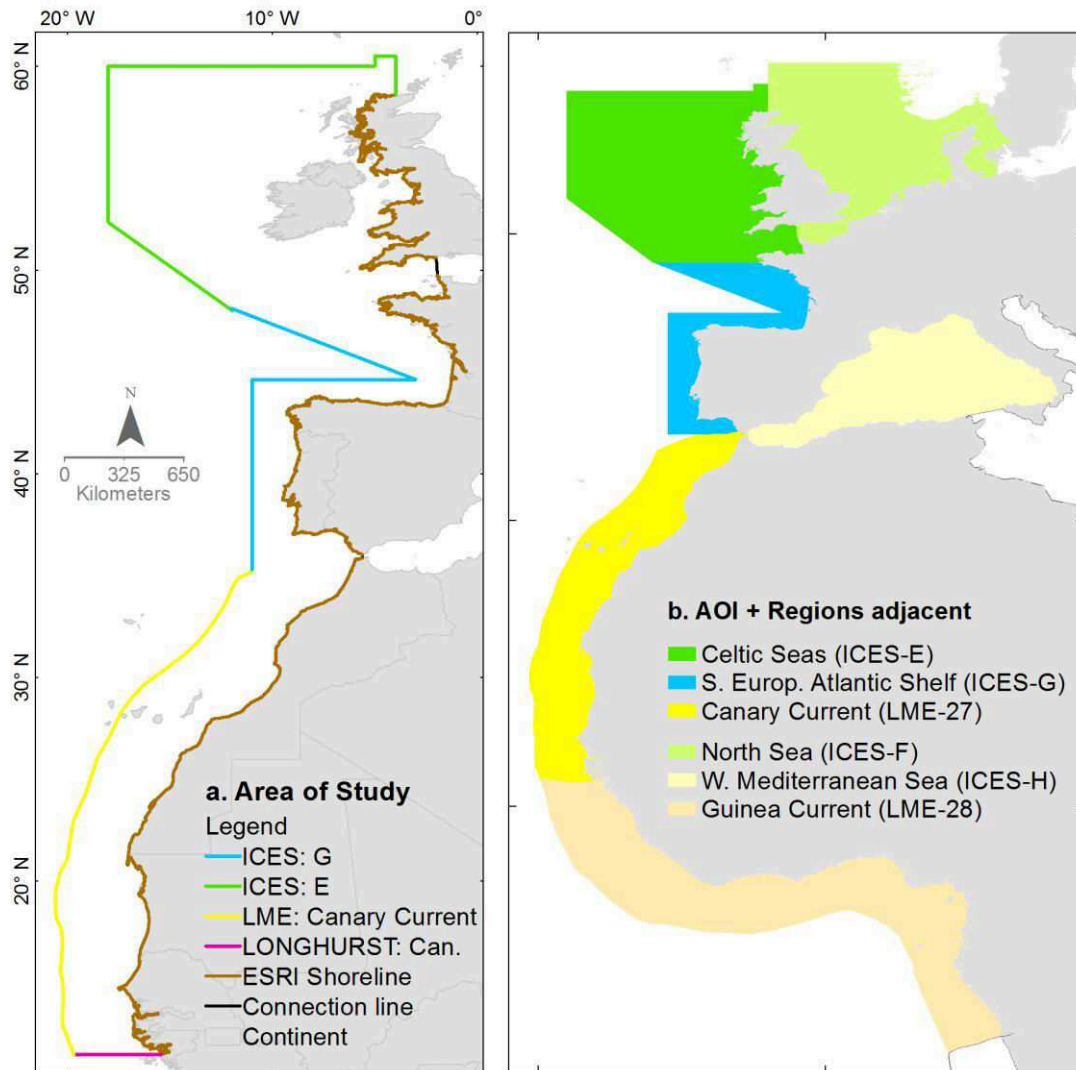 20° W
10° W
0°
60° N
50° N
40° N
30° N
20° N
N
0 325 650
Kilometers
a. Area of Study
Legend
ICES: G
ICES: E
LME: Canary Current
LONGHURST: Can.
ESRI Shoreline
Connection line
Continent
b. AOI + Regions adjacent
Celtic Seas (ICES-E)
S. Europ. Atlantic Shelf (ICES-G)
Canary Current (LME-27)
North Sea (ICES-F)
W. Mediterranean Sea (ICES-H)
Guinea Current (LME-28)